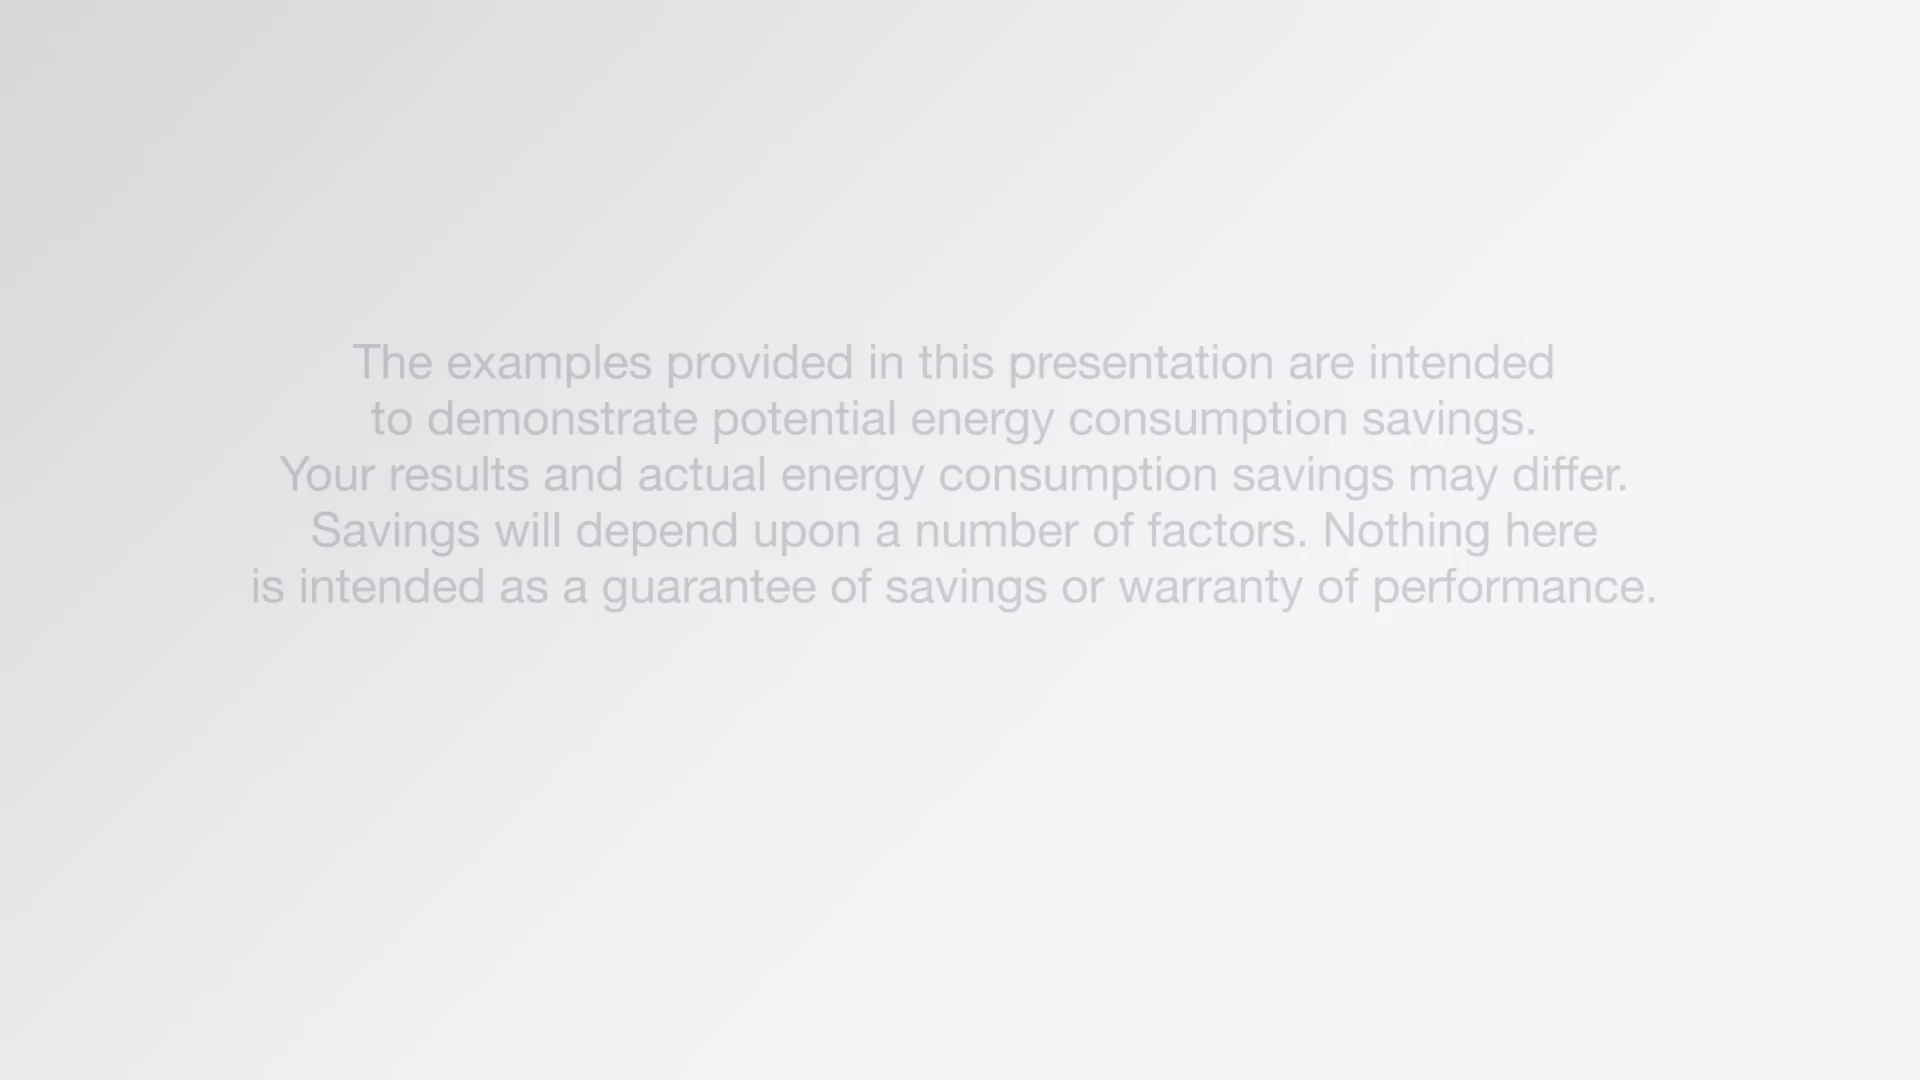 The examples provided in this presentation are intended
to demonstrate potential energy consumption savings.
Your results and actual energy consumption savings may differ.
Savings will depend upon a number of factors. Nothing here
is intended as a guarantee of savings or warranty of performance.